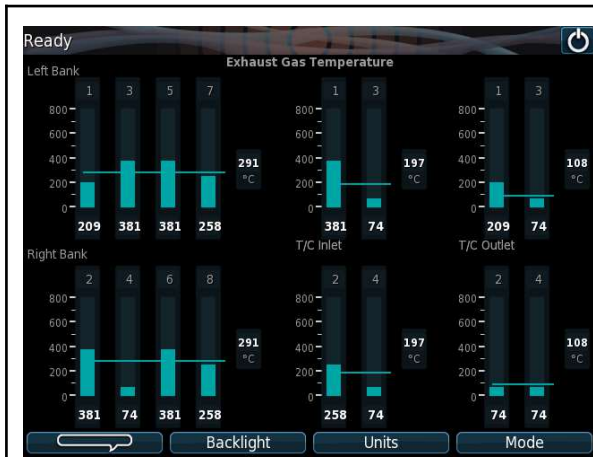 Ready
Exhaust Gas Temperature
Left Bank
1 3 5 7
800
600
400
200
0
291
°C
209 381 381 258
1 3
800
600
400
200
0
197
°C
381 74
1 3
800
600
400
200
0
108
°C
209 74
Right Bank
T/C Inlet
T/C Outlet
2 4 6 8
800
600
400
200
0
291
°C
381 74 381 258
2 4
800
600
400
200
0
197
°C
258 74
2 4
800
600
400
200
0
108
°C
74 74
Backlight
Units
Mode